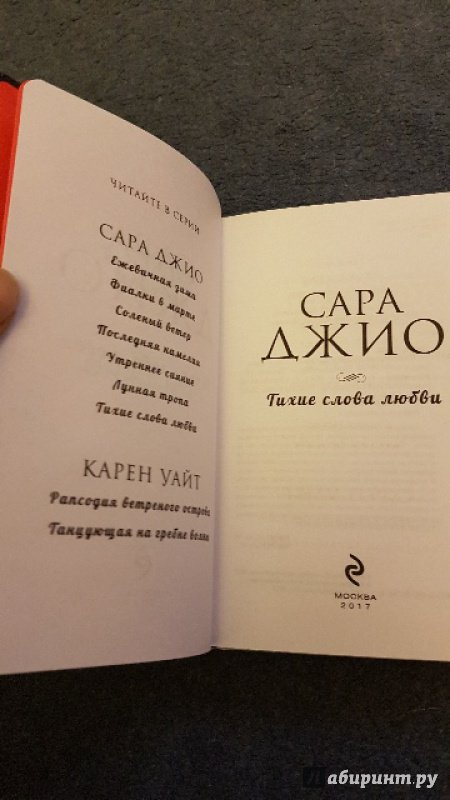 ЧИТАЙТЕ В СЕРИИ
САРА ДЖИО
Ежевичная зима
Фиалки в марте
Соленый ветер
Последняя камелия
Утреннее сияние
Лунная тропа
Тихие слова любви
КАРЕН УАЙТ
Рапсодия ветреного острова
Танцующая на гребне волны
САРА
ДЖИО
Тихие слова любви
МОСКВА
2017
Лабиринт.ру